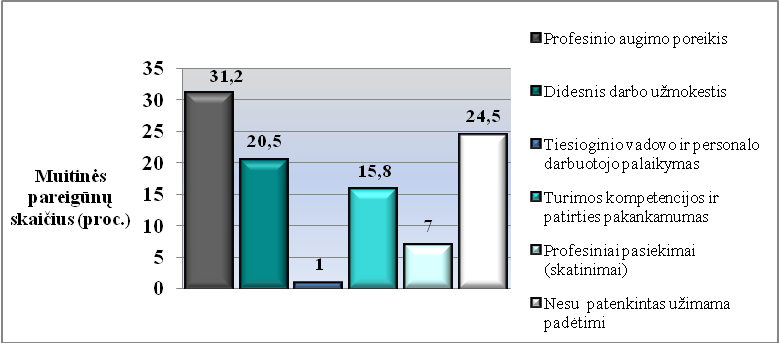 Muitinės
pareigūnų
skaičius (proc.)
35
30
25
20
15
10
5
0
31,2
20,5
1
15,8
7
24,5
Profesinio augimo poreikis
Didesnis darbo užmokestis
Tiesioginio vadovo ir personalo
darbuotojo palaikymas
Turimos kompetencijos ir
patirties pakankamumas
Profesiniai pasiekimai
(skatinimai)
Nesu patenkintas užimama
padėtimi